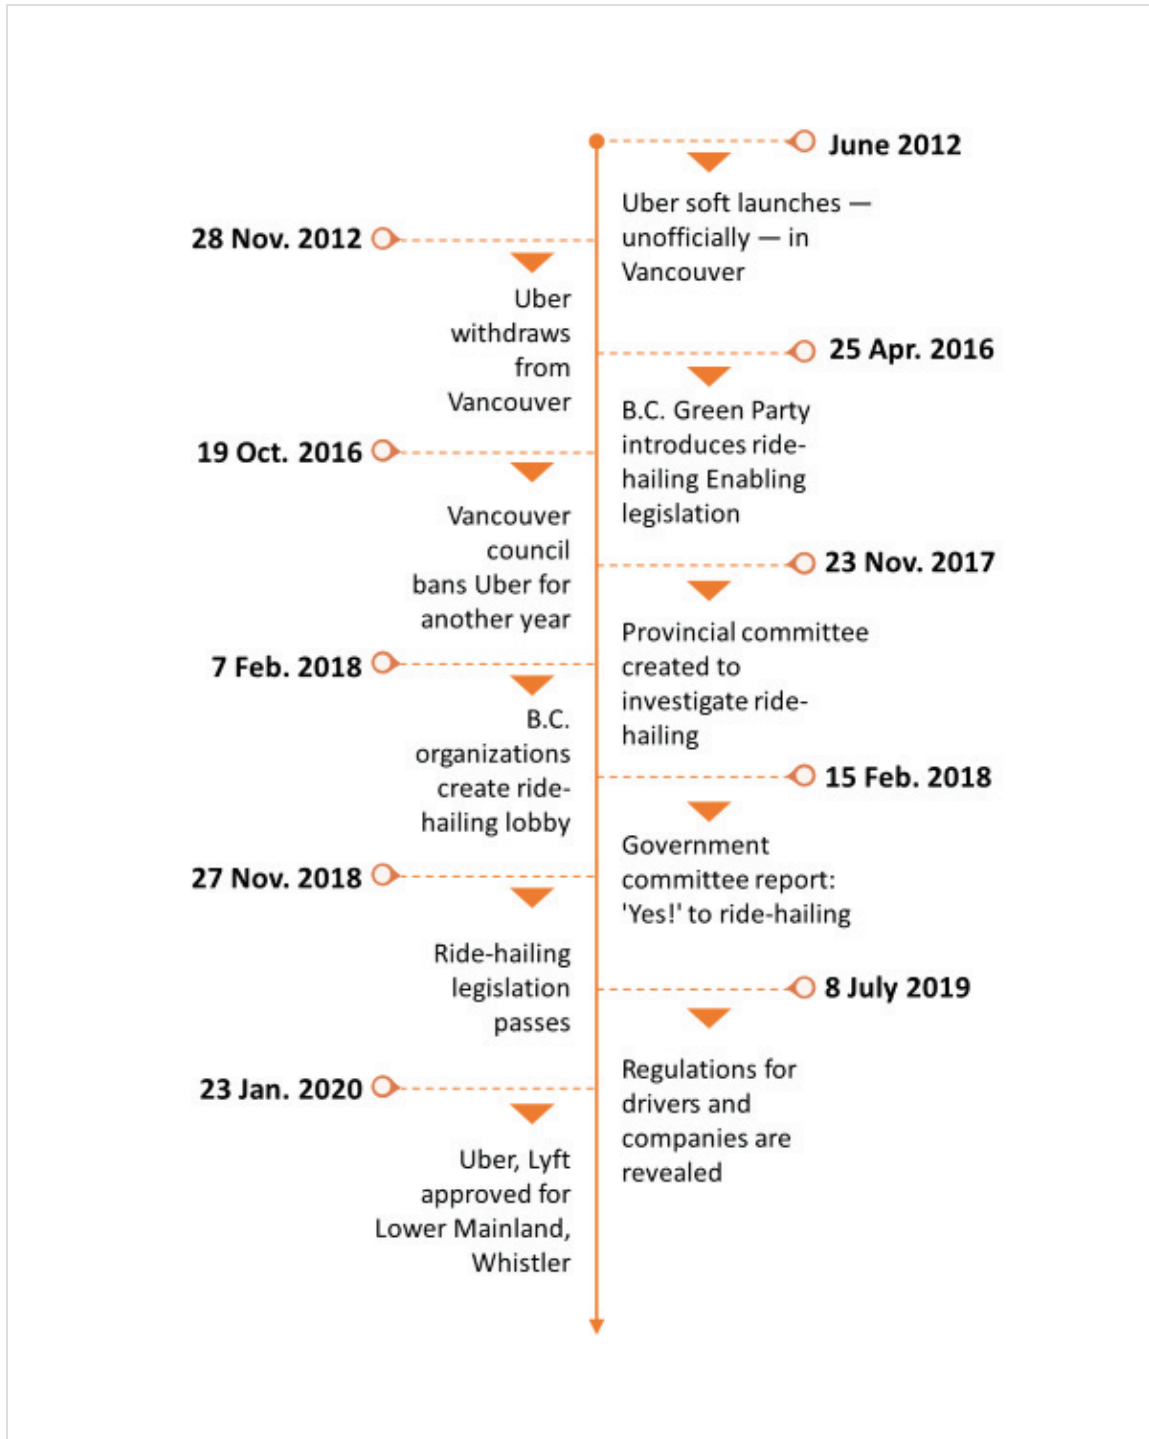 June 2012
Uber soft launches —
unofficially — in
Vancouver
28 Nov. 2012
Uber
withdraws
from
Vancouver
25 Apr. 2016
B.C. Green Party
introduces ride-
hailing Enabling
legislation
19 Oct. 2016
Vancouver
council
bans Uber for
another year
23 Nov. 2017
Provincial committee
created to
investigate ride-
hailing
7 Feb. 2018
B.C.
organizations
create ride-
hailing lobby
15 Feb. 2018
Government
committee report:
'Yes!' to ride-hailing
27 Nov. 2018
Ride-hailing
legislation
passes
8 July 2019
Regulations for
drivers and
companies are
revealed
23 Jan. 2020
Uber, Lyft
approved for
Lower Mainland,
Whistler